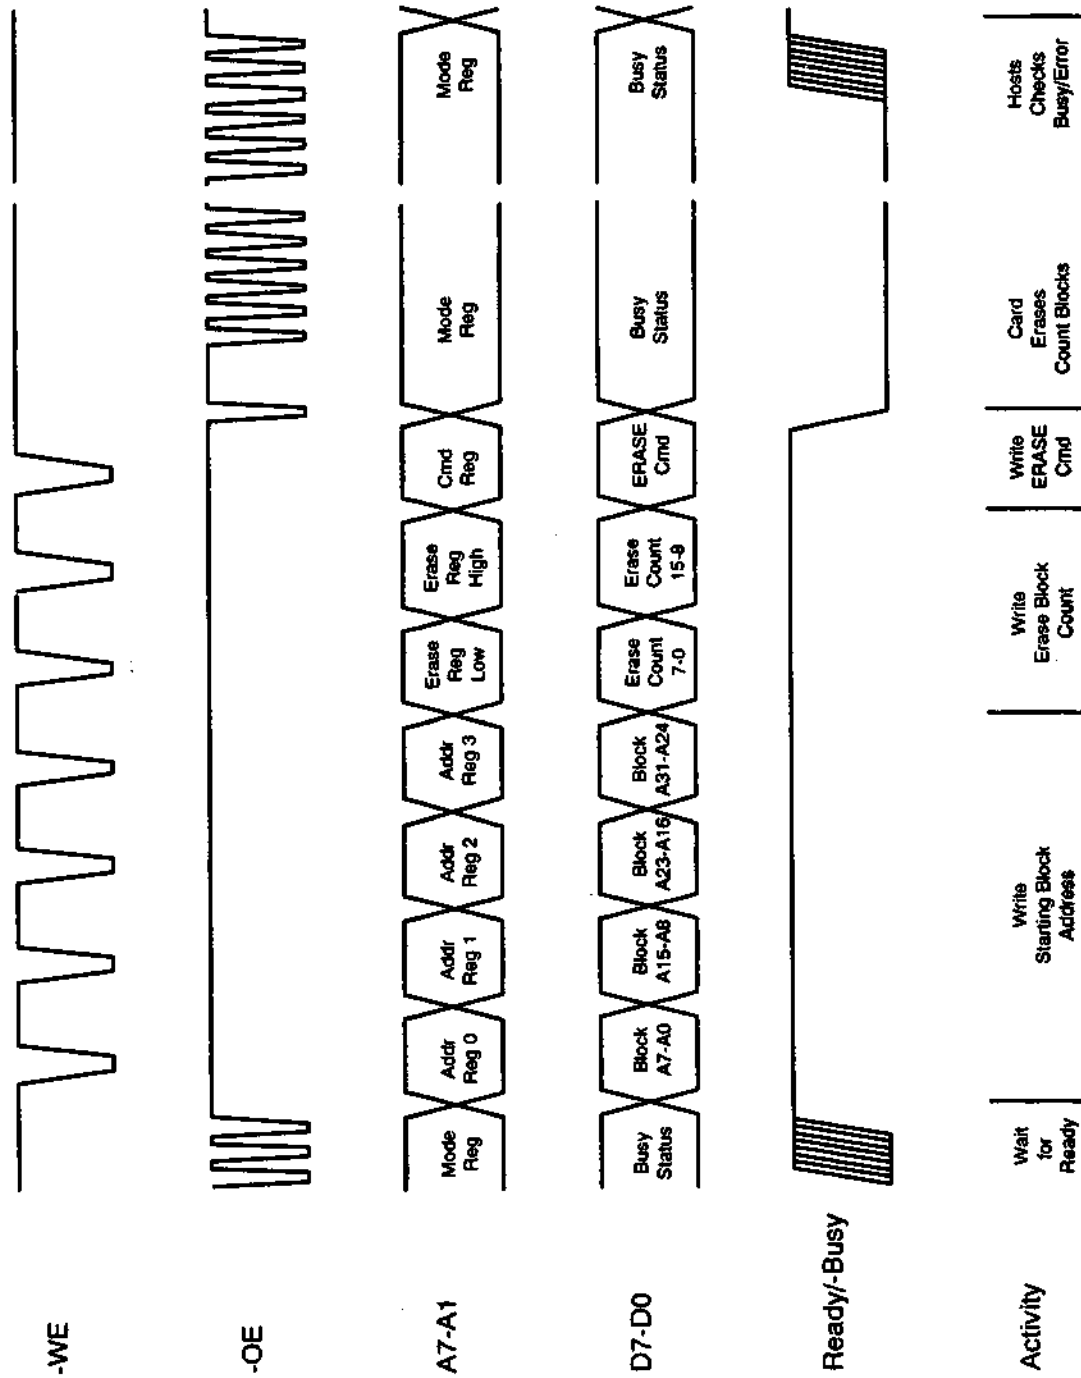 -WE
-OE
A7-A1
Mode
Reg
Addr
Reg 0
Addr
Reg 1
Addr
Reg 2
Addr
Reg 3
Erase
Reg
Low
Erase
Reg
High
Cmd
Reg
Mode
Reg
Mode
Reg
D7-D0
Busy
Status
Block
A7-A0
Block
A15-A8
Block
A23-A16
Block
A31-A24
Erase
Count
7-0
Erase
Count
15-8
ERASE
Cmd
Busy
Status
Busy
Status
Ready/-Busy
Activity
Wait
for
Ready
Write
Starting Block
Address
Write
Erase Block
Count
Write
ERASE
Cmd
Card
Erases
Count Blocks
Hosts
Checks
Busy/Error